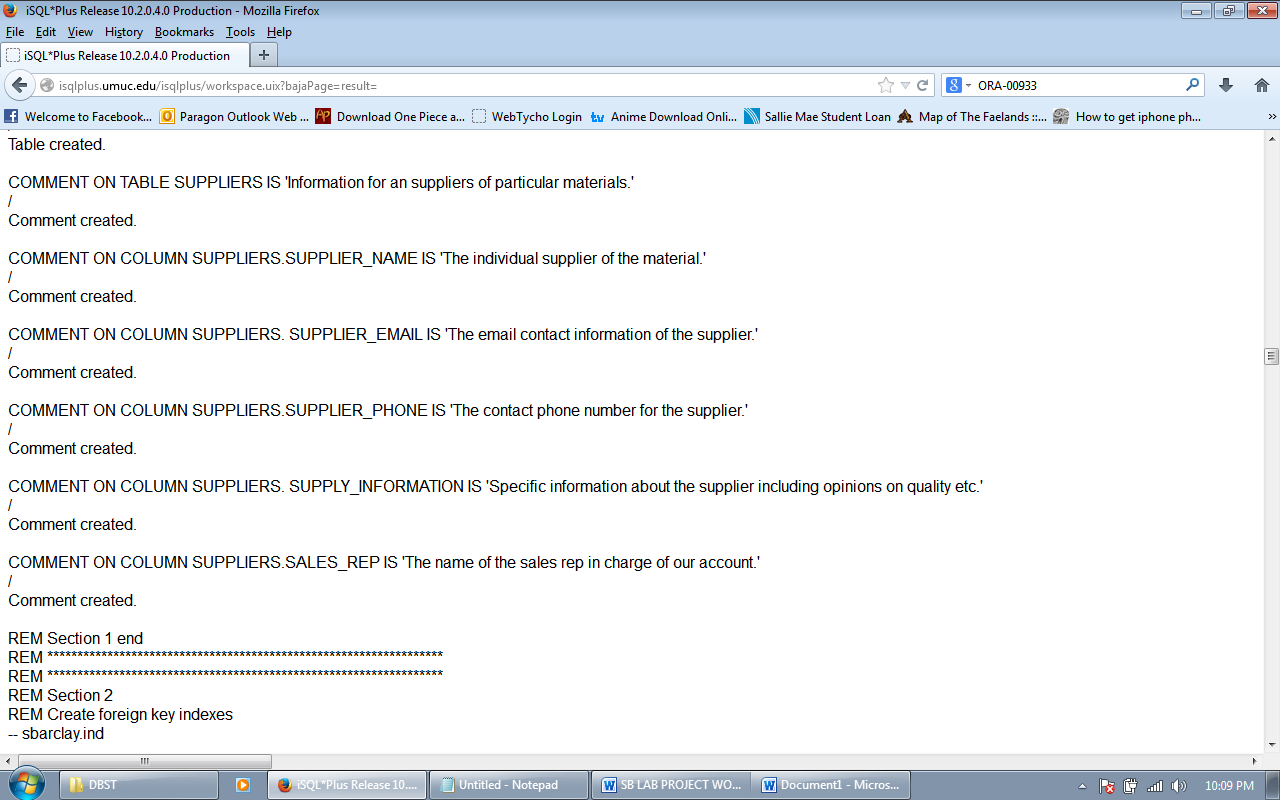 iSQL*Plus Release 10.2.0.4.0 Production - Mozilla Firefox
File Edit View History Bookmarks Tools Help
iSQL*Plus Release 10.2.0.4.0 Production
isqlplus.umuc.edu/isqlplus/workspace.uix?bajaPage=result=
ORA-00933
Welcome to Facebook... Paragon Outlook Web ... Download One Piece a... WebTycho Login Anime Download Onli... Sallie Mae Student Loan Map of The Faelands ::... How to get iphone ph...
Table created.
COMMENT ON TABLE SUPPLIERS IS 'Information for an suppliers of particular materials.'
/
Comment created.
COMMENT ON COLUMN SUPPLIERS.SUPPLIER_NAME IS 'The individual supplier of the material.'
/
Comment created.
COMMENT ON COLUMN SUPPLIERS. SUPPLIER_EMAIL IS 'The email contact information of the supplier.'
/
Comment created.
COMMENT ON COLUMN SUPPLIERS.SUPPLIER_PHONE IS 'The contact phone number for the supplier.'
/
Comment created.
COMMENT ON COLUMN SUPPLIERS. SUPPLY_INFORMATION IS 'Specific information about the supplier including opinions on quality etc.'
/
Comment created.
COMMENT ON COLUMN SUPPLIERS.SALES_REP IS 'The name of the sales rep in charge of our account.'
/
Comment created.
REM Section 1 end
REM ******************************************************************
REM ******************************************************************
REM Section 2
REM Create foreign key indexes
-- sbarclay.ind
DBST iSQL*Plus Release 10.... Untitled - Notepad SB LAB PROJECT WO... Document1 - Micros... 10:09 PM